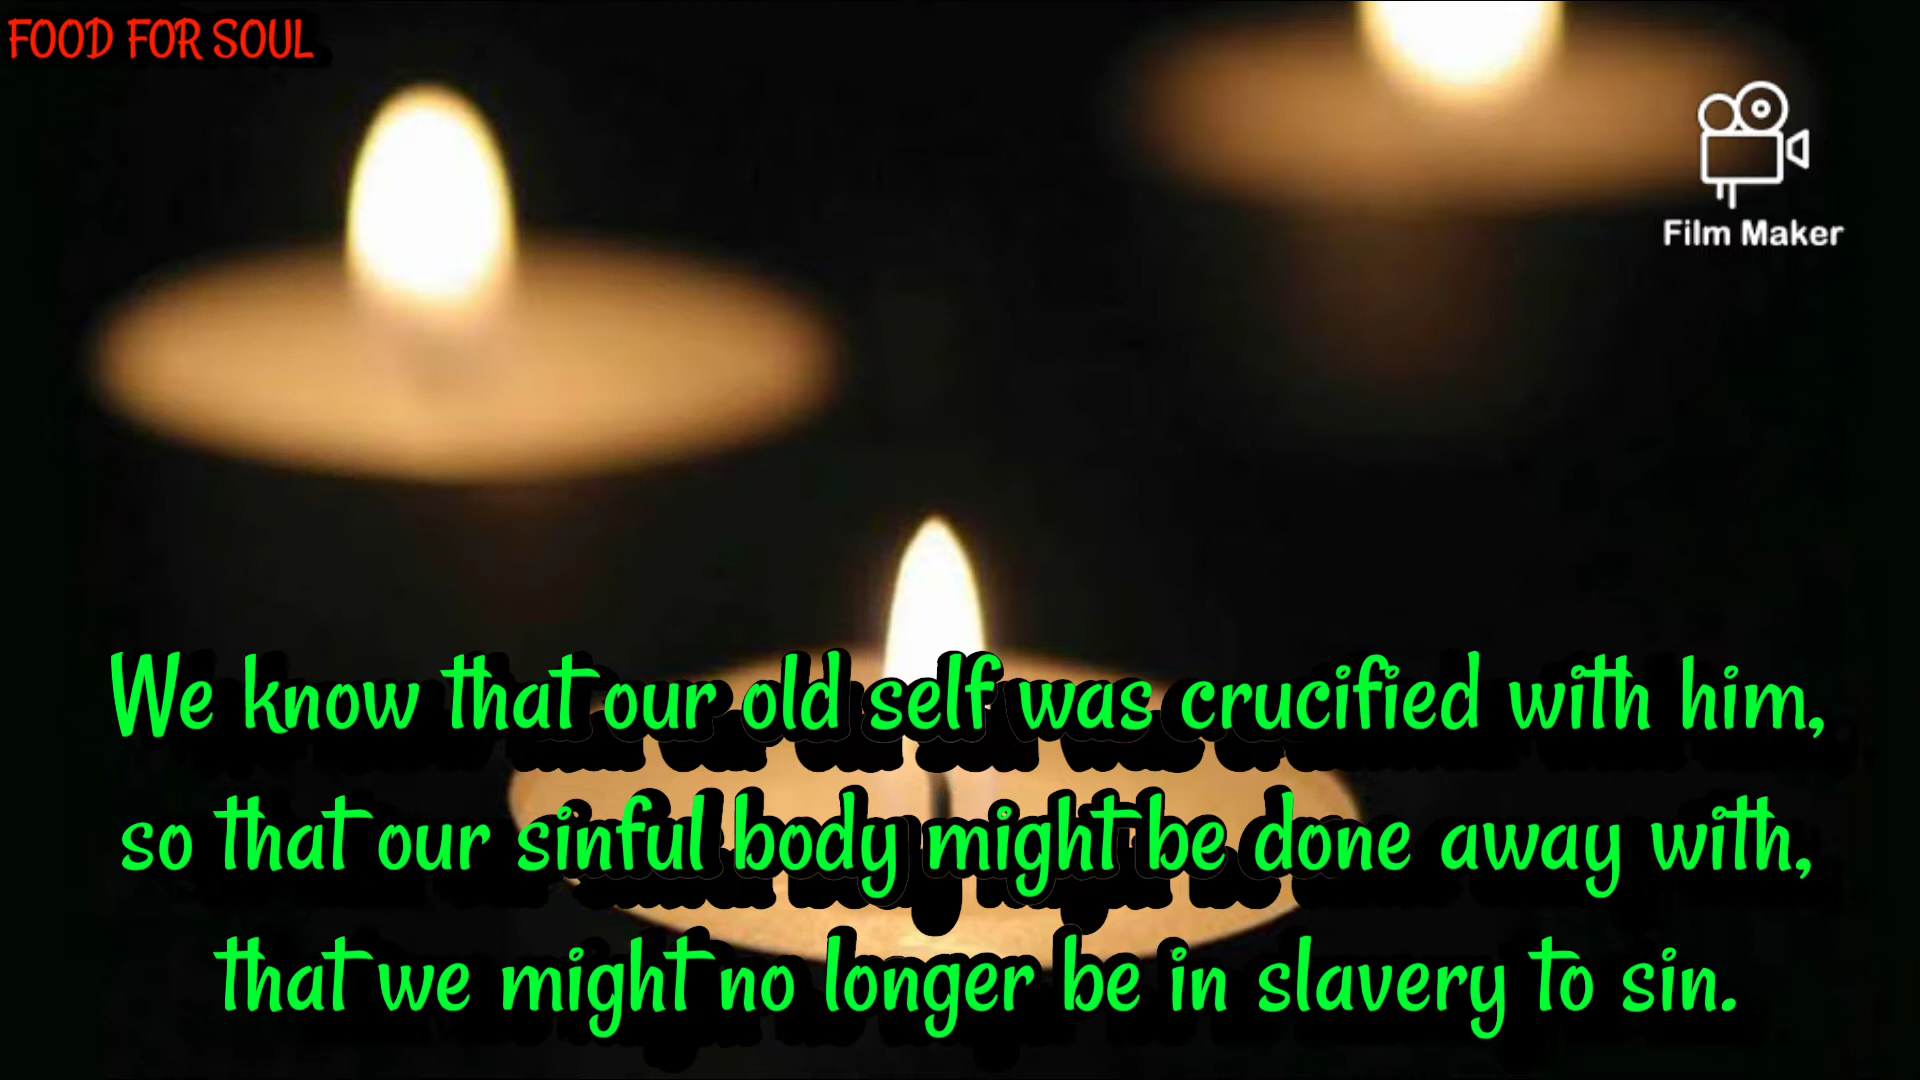 FOOD FOR SOUL
Film Maker
We know that our old self was crucified with him,
so that our sinful body might be done away with,
that we might no longer be in slavery to sin.